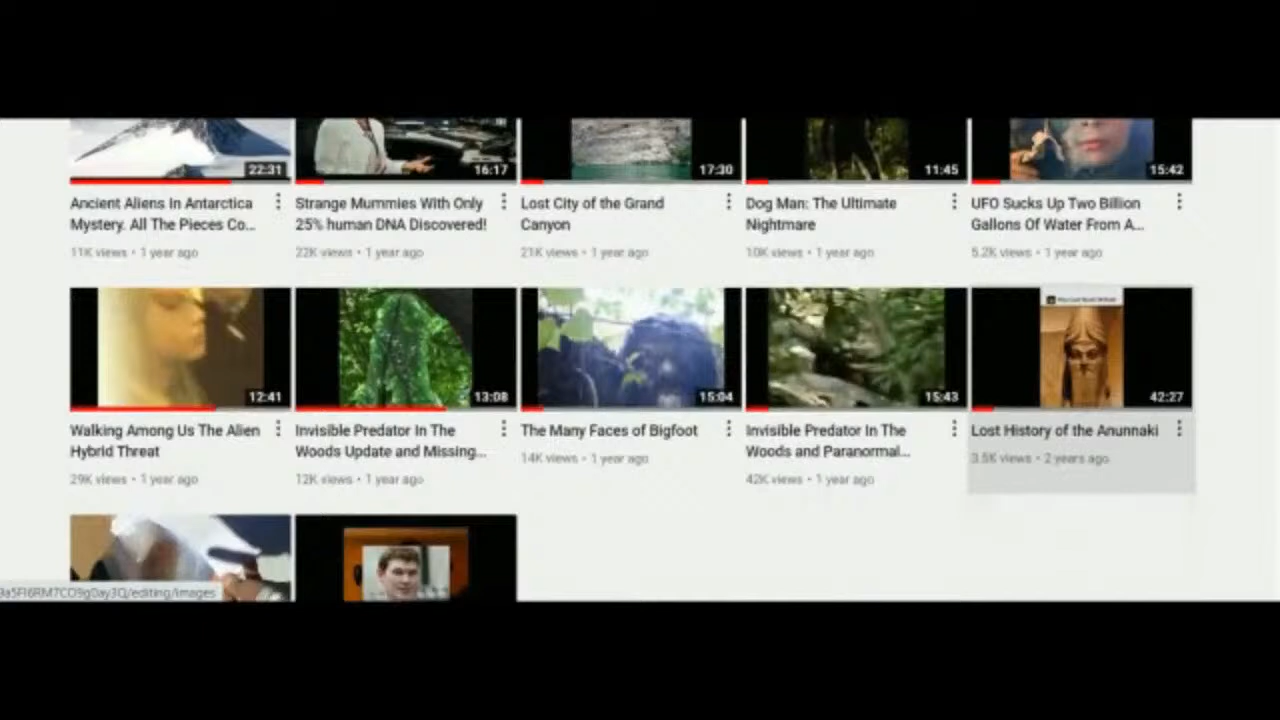 22:31
16:17
17:30
11:45
15:42
Ancient Aliens In Antarctica
Mystery. All The Pieces Co...
11K views • 1 year ago
Strange Mummies With Only
25% human DNA Discovered!
22K views • 1 year ago
Lost City of the Grand
Canyon
21K views • 1 year ago
Dog Man: The Ultimate
Nightmare
10K views • 1 year ago
UFO Sucks Up Two Billion
Gallons Of Water From A...
5.2K views • 1 year ago
12:41
13:08
15:04
15:43
42:27
Walking Among Us The Alien
Hybrid Threat
29K views • 1 year ago
Invisible Predator In The
Woods Update and Missing...
12K views • 1 year ago
The Many Faces of Bigfoot
14K views • 1 year ago
Invisible Predator In The
Woods and Paranormal...
42K views • 1 year ago
Lost History of the Anunnaki
3.5K views • 2 years ago
/editing/images